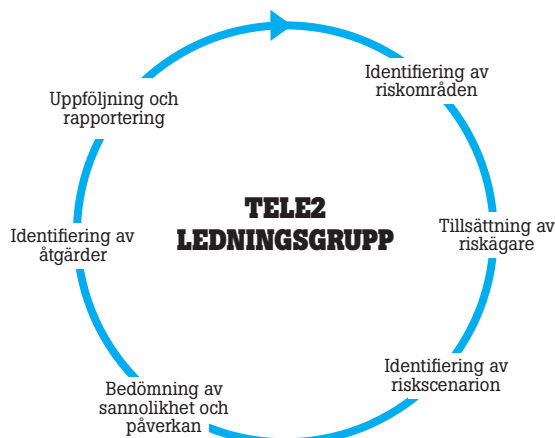 Identifiering av
riskområden
Tillsättning av
riskägare
Identifiering av
riskscenarion
Bedömning av
sannolikhet och
påverkan
Identifiering av
åtgärder
Uppföljning och
rapportering
TELE2
LEDNINGSGRUPP